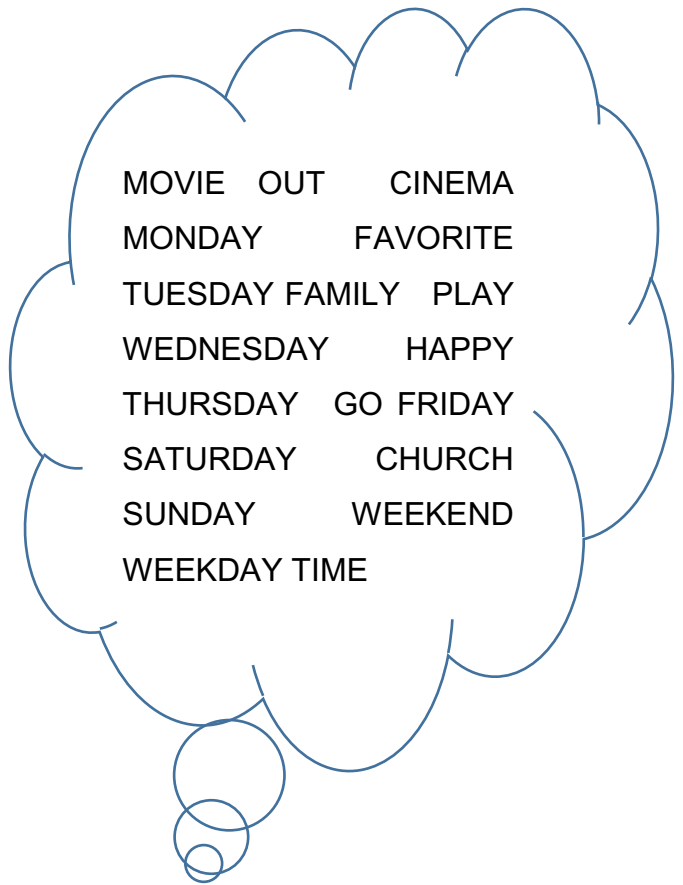 MOVIE OUT CINEMA
MONDAY FAVORITE
TUESDAY FAMILY PLAY
WEDNESDAY HAPPY
THURSDAY GO FRIDAY
SATURDAY CHURCH
SUNDAY WEEKEND
WEEKDAY TIME